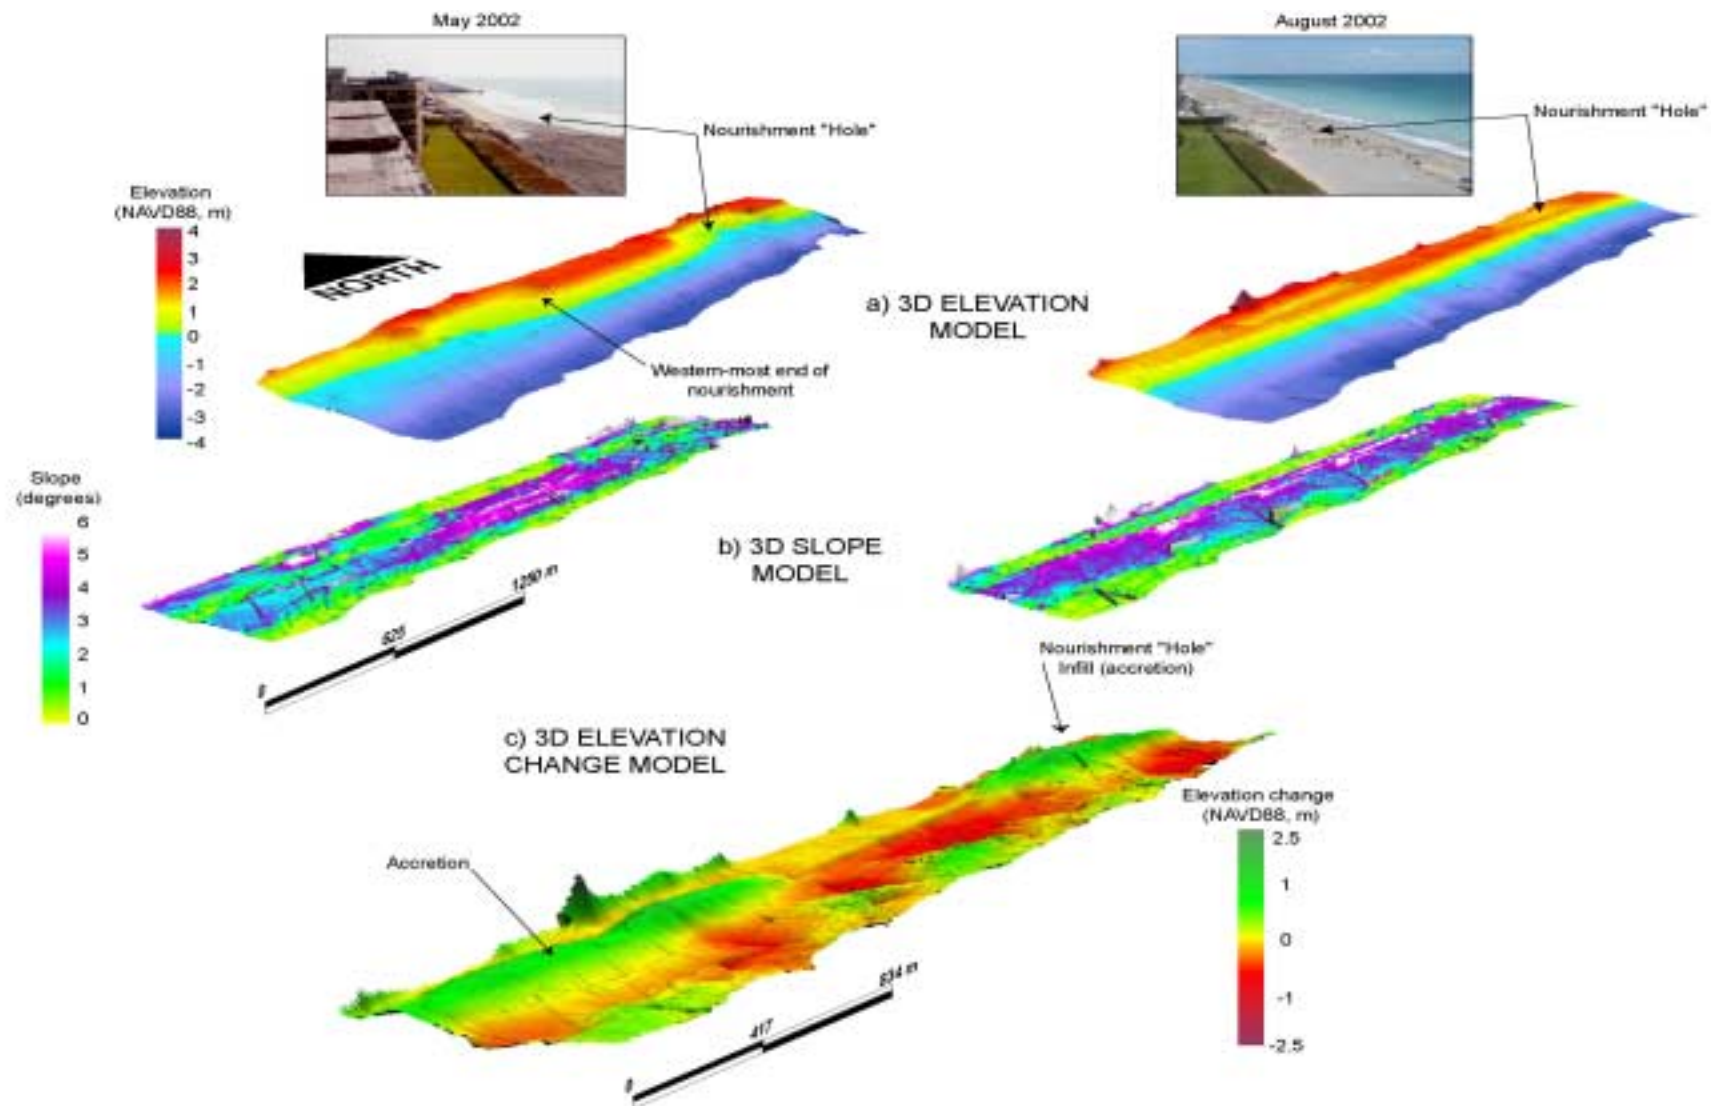 May 2002
August 2002
Nourishment "Hole"
Nourishment "Hole"
Elevation
(NAVD88, m)
4
3
2
1
0
-1
-2
-3
-4
NORTH
a) 3D ELEVATION
MODEL
Western-most end of
nourishment
Slope
(degrees)
6
5
4
3
2
1
0
b) 3D SLOPE
MODEL
0
625
1250 m
Nourishment "Hole"
Infill (accretion)
c) 3D ELEVATION
CHANGE MODEL
Elevation change
(NAVD88, m)
2.5
1
0
-1
-2.5
Accretion
0
417
934 m